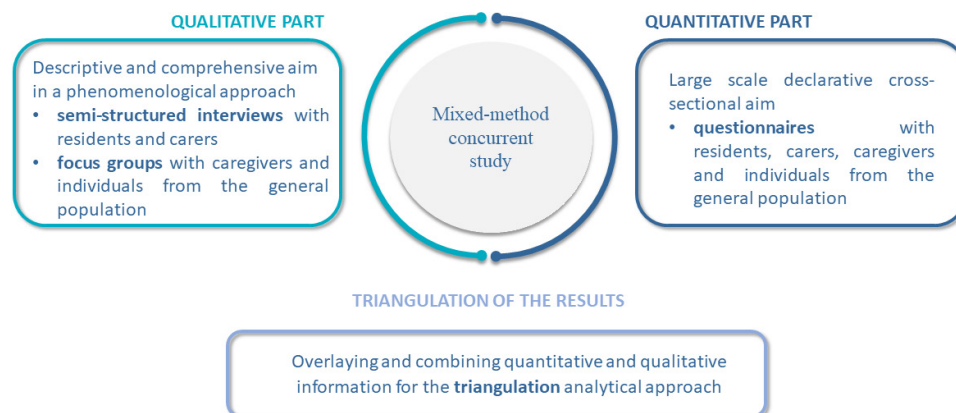 QUALITATIVE PART
Descriptive and comprehensive aim
in a phenomenological approach
• semi-structured interviews with
residents and carers
• focus groups with caregivers and
individuals from the general
population
Mixed-method
concurrent
study
QUANTITATIVE PART
Large scale declarative cross-
sectional aim
• questionnaires with
residents, carers, caregivers
and individuals from the
general population
TRIANGULATION OF THE RESULTS
Overlaying and combining quantitative and qualitative
information for the triangulation analytical approach